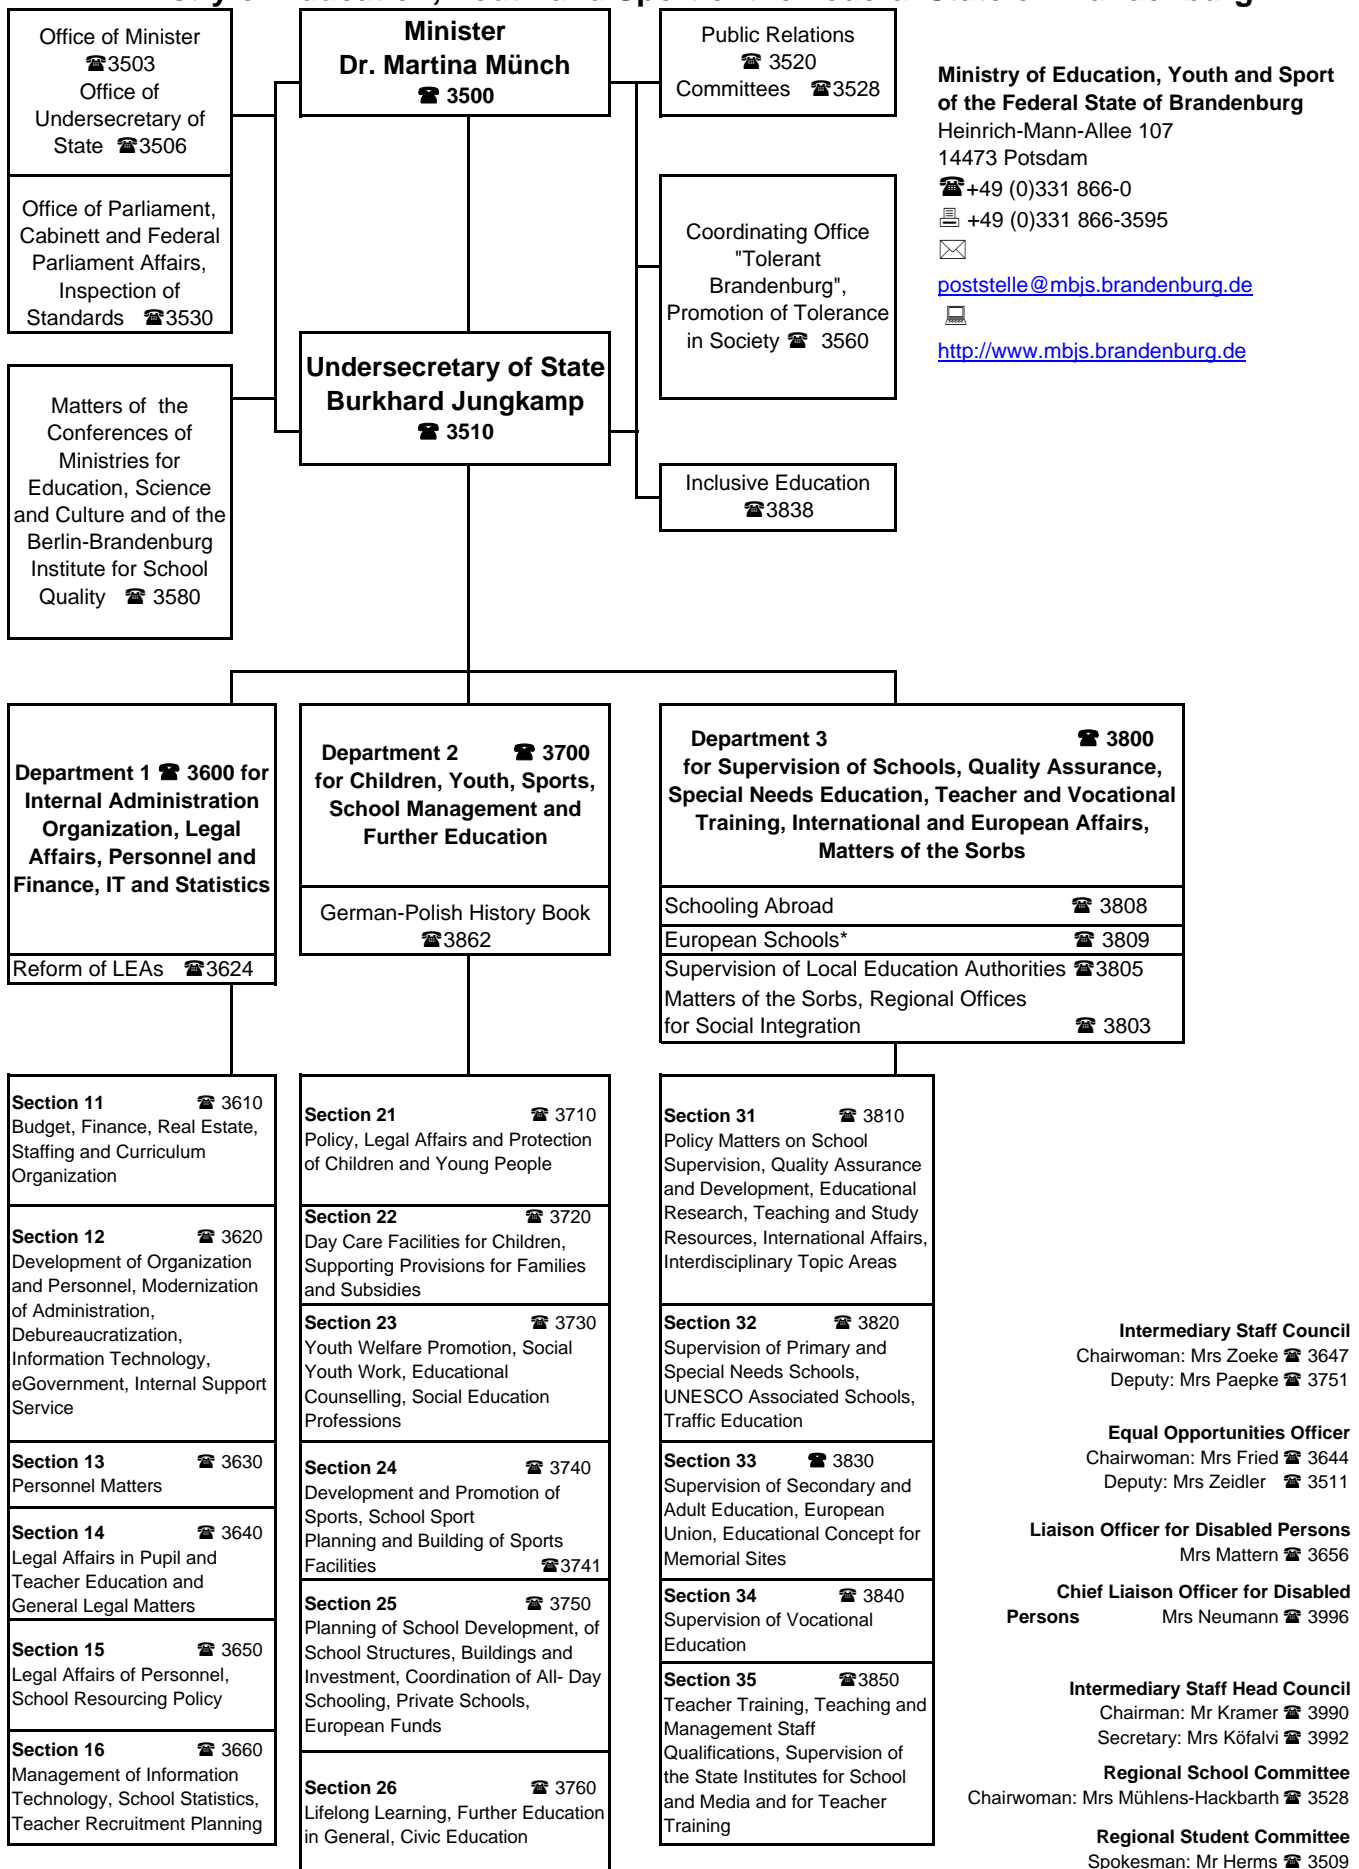 Office of Minister
☎3503
Office of
Undersecretary of
State ☎3506
Office of Parliament,
Cabinett and Federal
Parliament Affairs,
Inspection of
Standards ☎3530
Matters of the
Conferences of
Ministries for
Education, Science
and Culture and of the
Berlin-Brandenburg
Institute for School
Quality ☎ 3580
Minister
Dr. Martina Münch
☎ 3500
Undersecretary of State
Burkhard Jungkamp
☎ 3510
Public Relations
☎ 3520
Committees ☎3528
Coordinating Office
"Tolerant
Brandenburg",
Promotion of Tolerance
in Society ☎ 3560
Inclusive Education
☎3838
Ministry of Education, Youth and Sport
of the Federal State of Brandenburg
Heinrich-Mann-Allee 107
14473 Potsdam
☎+49 (0)331 866-0
+49 (0)331 866-3595
poststelle@mbjs.brandenburg.de
http://www.mbjs.brandenburg.de
Department 1 ☎ 3600 for
Internal Administration
Organization, Legal
Affairs, Personnel and
Finance, IT and Statistics
Reform of LEAs ☎3624
Department 2 ☎ 3700
for Children, Youth, Sports,
School Management and
Further Education
German-Polish History Book
☎3862
Department 3 ☎ 3800
for Supervision of Schools, Quality Assurance,
Special Needs Education, Teacher and Vocational
Training, International and European Affairs,
Matters of the Sorbs
Schooling Abroad ☎ 3808
European Schools* ☎ 3809
Supervision of Local Education Authorities ☎3805
Matters of the Sorbs, Regional Offices
for Social Integration ☎ 3803
Section 11 ☎ 3610
Budget, Finance, Real Estate,
Staffing and Curriculum
Organization
Section 12 ☎ 3620
Development of Organization
and Personnel, Modernization
of Administration,
Debureaucratization,
Information Technology,
eGovernment, Internal Support
Service
Section 13 ☎ 3630
Personnel Matters
Section 14 ☎ 3640
Legal Affairs in Pupil and
Teacher Education and
General Legal Matters
Section 15 ☎ 3650
Legal Affairs of Personnel,
School Resourcing Policy
Section 16 ☎ 3660
Management of Information
Technology, School Statistics,
Teacher Recruitment Planning
Section 21 ☎ 3710
Policy, Legal Affairs and Protection
of Children and Young People
Section 22 ☎ 3720
Day Care Facilities for Children,
Supporting Provisions for Families
and Subsidies
Section 23 ☎ 3730
Youth Welfare Promotion, Social
Youth Work, Educational
Counselling, Social Education
Professions
Section 24 ☎ 3740
Development and Promotion of
Sports, School Sport
Planning and Building of Sports
Facilities ☎3741
Section 25 ☎ 3750
Planning of School Development, of
School Structures, Buildings and
Investment, Coordination of All- Day
Schooling, Private Schools,
European Funds
Section 26 ☎ 3760
Lifelong Learning, Further Education
in General, Civic Education
Section 31 ☎ 3810
Policy Matters on School
Supervision, Quality Assurance
and Development, Educational
Research, Teaching and Study
Resources, International Affairs,
Interdisciplinary Topic Areas
Section 32 ☎ 3820
Supervision of Primary and
Special Needs Schools,
UNESCO Associated Schools,
Traffic Education
Section 33 ☎ 3830
Supervision of Secondary and
Adult Education, European
Union, Educational Concept for
Memorial Sites
Section 34 ☎ 3840
Supervision of Vocational
Education
Section 35 ☎3850
Teacher Training, Teaching and
Management Staff
Qualifications, Supervision of
the State Institutes for School
and Media and for Teacher
Training
Intermediary Staff Council
Chairwoman: Mrs Zoeke ☎ 3647
Deputy: Mrs Paepke ☎ 3751
Equal Opportunities Officer
Chairwoman: Mrs Fried ☎ 3644
Deputy: Mrs Zeidler ☎ 3511
Liaison Officer for Disabled Persons
Mrs Mattern ☎ 3656
Chief Liaison Officer for Disabled
Persons Mrs Neumann ☎ 3996
Intermediary Staff Head Council
Chairman: Mr Kramer ☎ 3990
Secretary: Mrs Köfalvi ☎ 3992
Regional School Committee
Chairwoman: Mrs Mühlens-Hackbarth ☎ 3528
Regional Student Committee
Spokesman: Mr Herms ☎ 3509